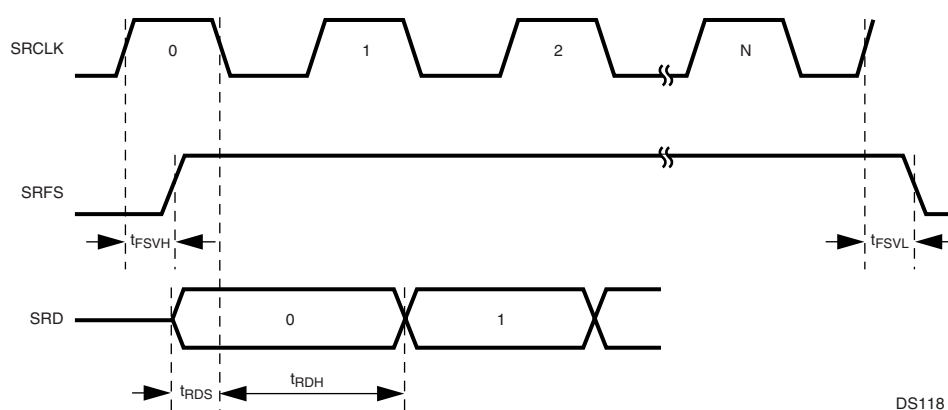 SRCLK 0 1 2 N
SRFS
tFSVH tFSVL
SRD 0 1
tRDS tRDH
DS118